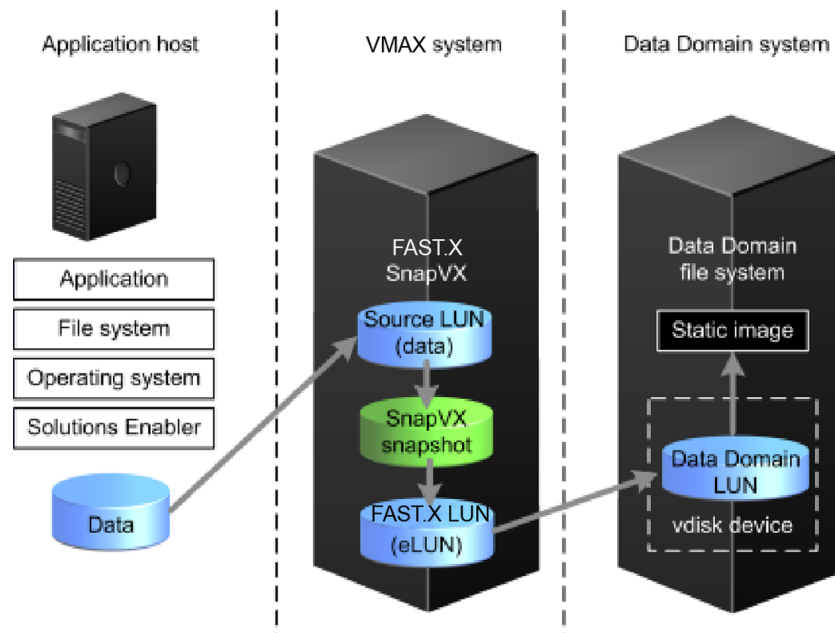 Application host
VMAX system
Data Domain system
Application
File system
Operating system
Solutions Enabler
Data
FAST.X
SnapVX
Source LUN
(data)
SnapVX
snapshot
FAST.X LUN
(eLUN)
Data Domain
file system
Static image
Data Domain
LUN
vdisk device